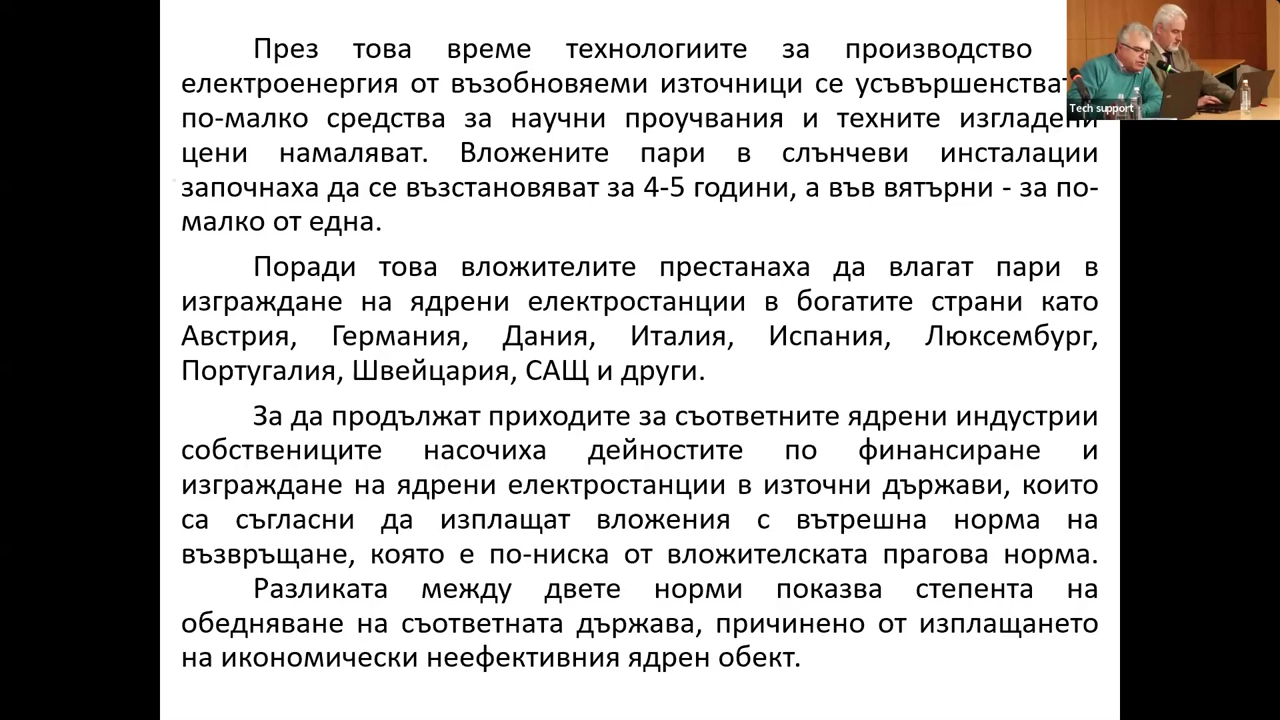 През това време технологиите за производство
електроенергия от възобновяеми източници се усъвършенстват
по-малко средства за научни проучвания и техните изгладени
цени намаляват. Вложените пари в слънчеви инсталации
започнаха да се възстановяват за 4-5 години, а във вятърни - за по-
малко от една.
Поради това вложителите престанаха да влагат пари в
изграждане на ядрени електростанции в богатите страни като
Австрия, Германия, Дания, Италия, Испания, Люксембург,
Португалия, Швейцария, САЩ и други.
За да продължат приходите за съответните ядрени индустрии
собствениците насочиха дейностите по финансиране и
изграждане на ядрени електростанции в източни държави, които
са съгласни да изплащат вложения с вътрешна норма на
възвръщане, която е по-ниска от вложителската прагова норма.
Разликата между двете норми показва степента на
обедняване на съответната държава, причинено от изплащането
на икономически неефективния ядрен обект.
Tech support